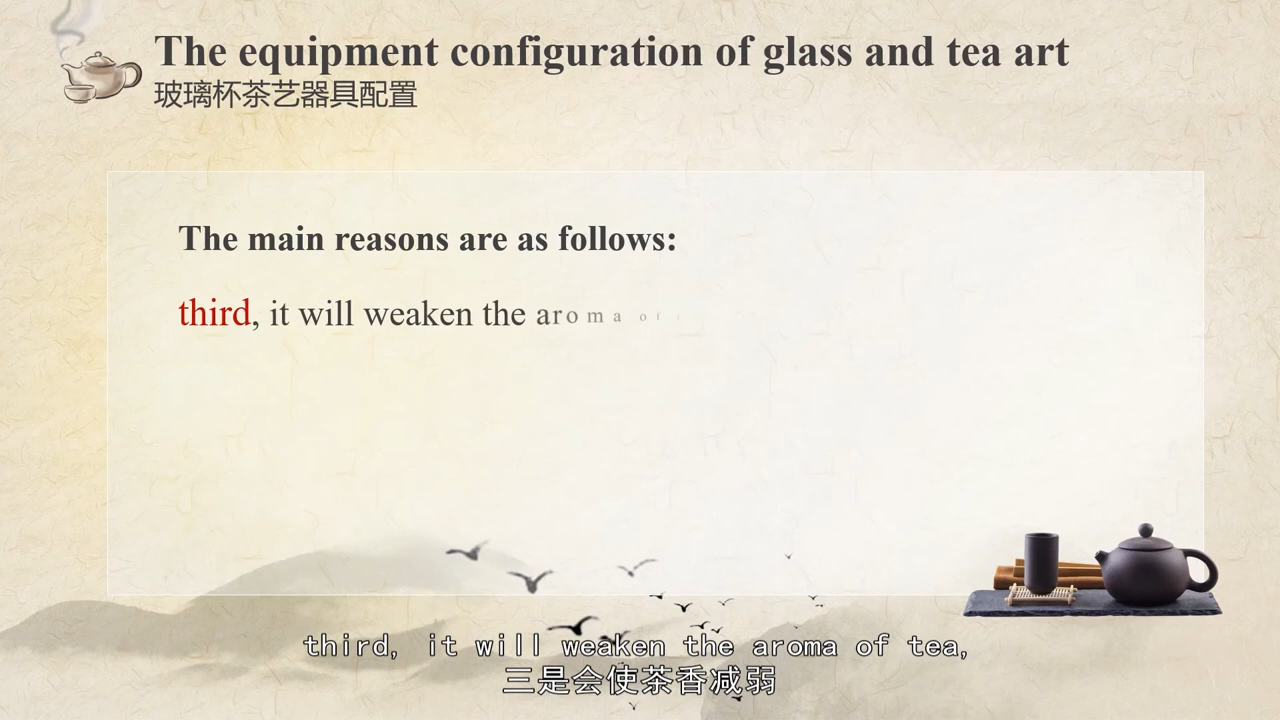 The equipment configuration of glass and tea art
玻璃杯茶艺器具配置
The main reasons are as follows:
third, it will weaken the aroma of
third, it will weaken the aroma of tea,
三是会使茶香减弱